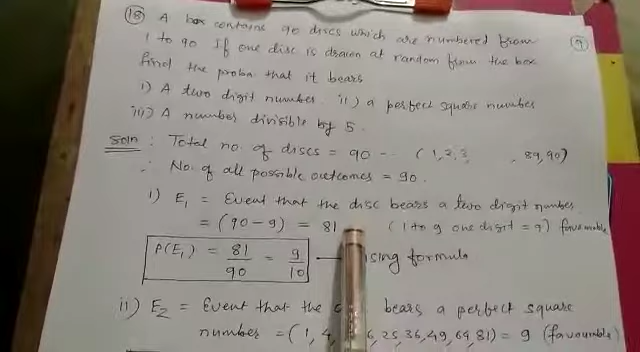 (18) A box contains 90 discs which are numbered from
1 to 90 If one disc is drawn at random from the box
(9)
find the proba that it bears
i) A two digit number ii) a perfect square number
iii) A number divisible by 5.
Soln : Total no. of discs = 90 -- (1,2,3, , 89,90)
∴ No. of all possible outcomes = 90.
i) E₁ = Event that the disc bears a two digit number
= (90-9) = 81 (1 to 9 one digit = 9) favourable
P(E₁) = 81/90 = 9/10 formula
ii) E₂ = Event that the bears a perfect square
number = (1, 4, 6, 25, 36, 49, 64, 81) = 9 (favourable)